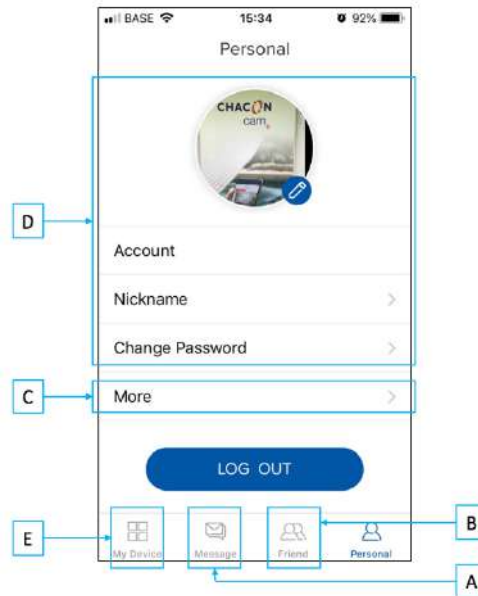 BASE 15:34 92%
Personal
CHACON
cam
D
Account
Nickname
Change Password
C
More
LOG OUT
E
My Device
Message
Friend
Personal
B
A